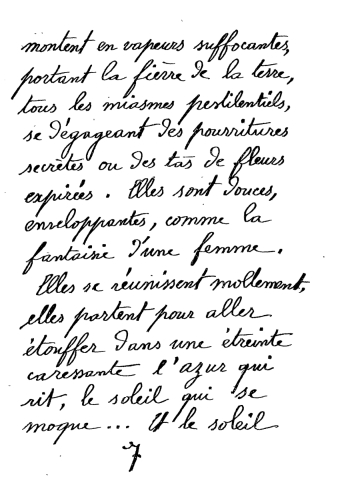 montent en vapeurs suffocantes,
portant la fièvre de la terre,
tous les miasmes pestilentiels,
se dégageant des pourritures
secrètes ou des tas de fleurs
expirées. Elles sont douces,
enveloppantes, comme la
fantaisie d'une femme.
Elles se réunissent mollement,
elles partent pour aller
étouffer dans une étreinte
caressante l'azur qui
rit, le soleil qui se
moque... Et le soleil
7